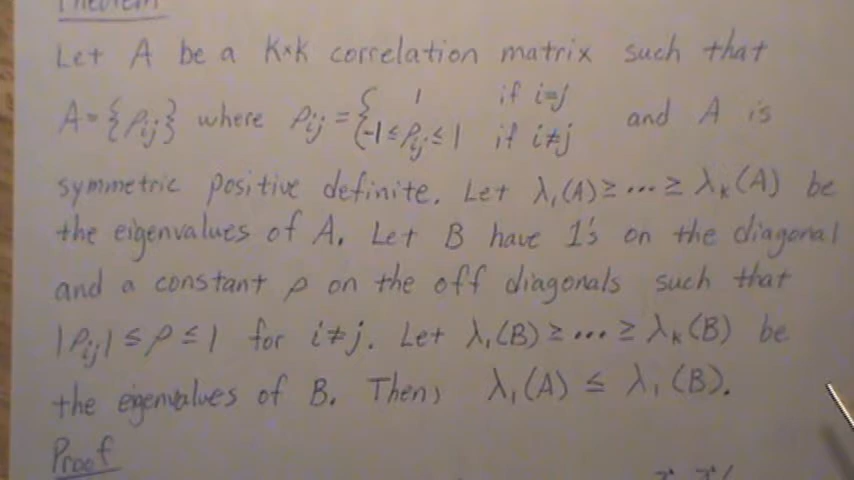 Theorem
Let A be a K×K correlation matrix such that
A={ρij} where ρij = { 1 if i=j
-1≤ρij≤1 if i≠j and A is
symmetric positive definite. Let λ1(A)≥...≥λK(A) be
the eigenvalues of A. Let B have 1's on the diagonal
and a constant ρ on the off diagonals such that
|ρij|≤ρ≤1 for i≠j. Let λ1(B)≥...≥λK(B) be
the eigenvalues of B. Then, λ1(A) ≤ λ1(B).
Proof